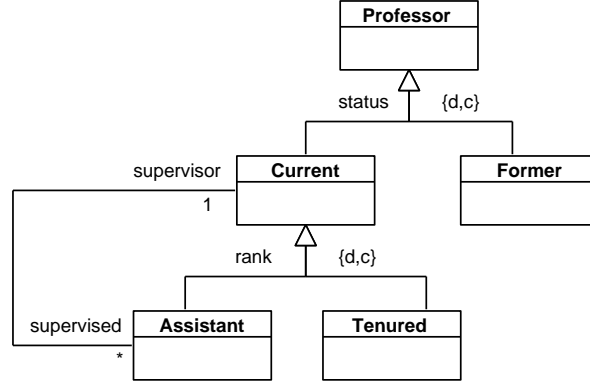 Professor
status {d,c}
Current
Former
supervisor
1
rank {d,c}
Assistant
Tenured
supervised
*